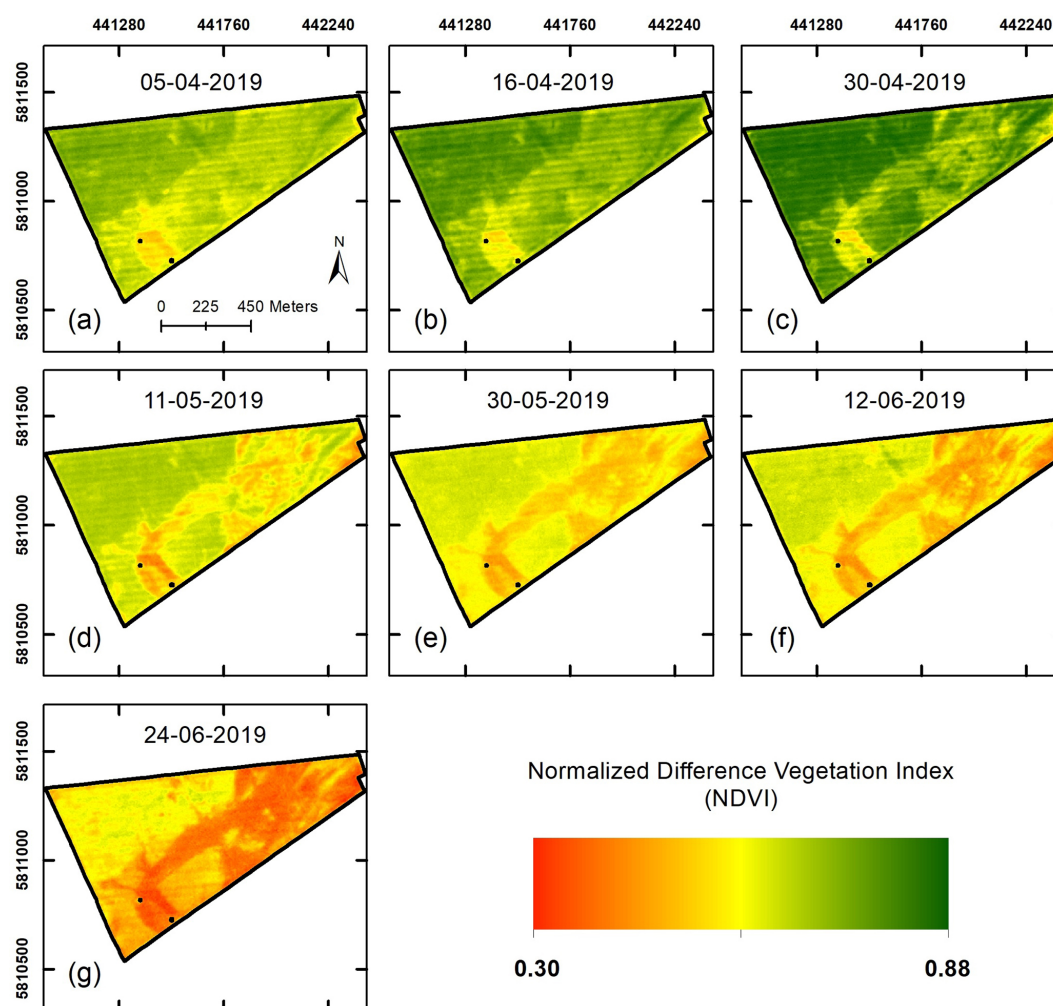 441280 441760 442240 441280 441760 442240 441280 441760 442240
05-04-2019 16-04-2019 30-04-2019
5811500
5811000
5810500
N
0 225 450 Meters
(a) (b) (c)
11-05-2019 30-05-2019 12-06-2019
5811500
5811000
5810500
(d) (e) (f)
24-06-2019
5811500
5811000
5810500
(g)
Normalized Difference Vegetation Index
(NDVI)
0.30 0.88